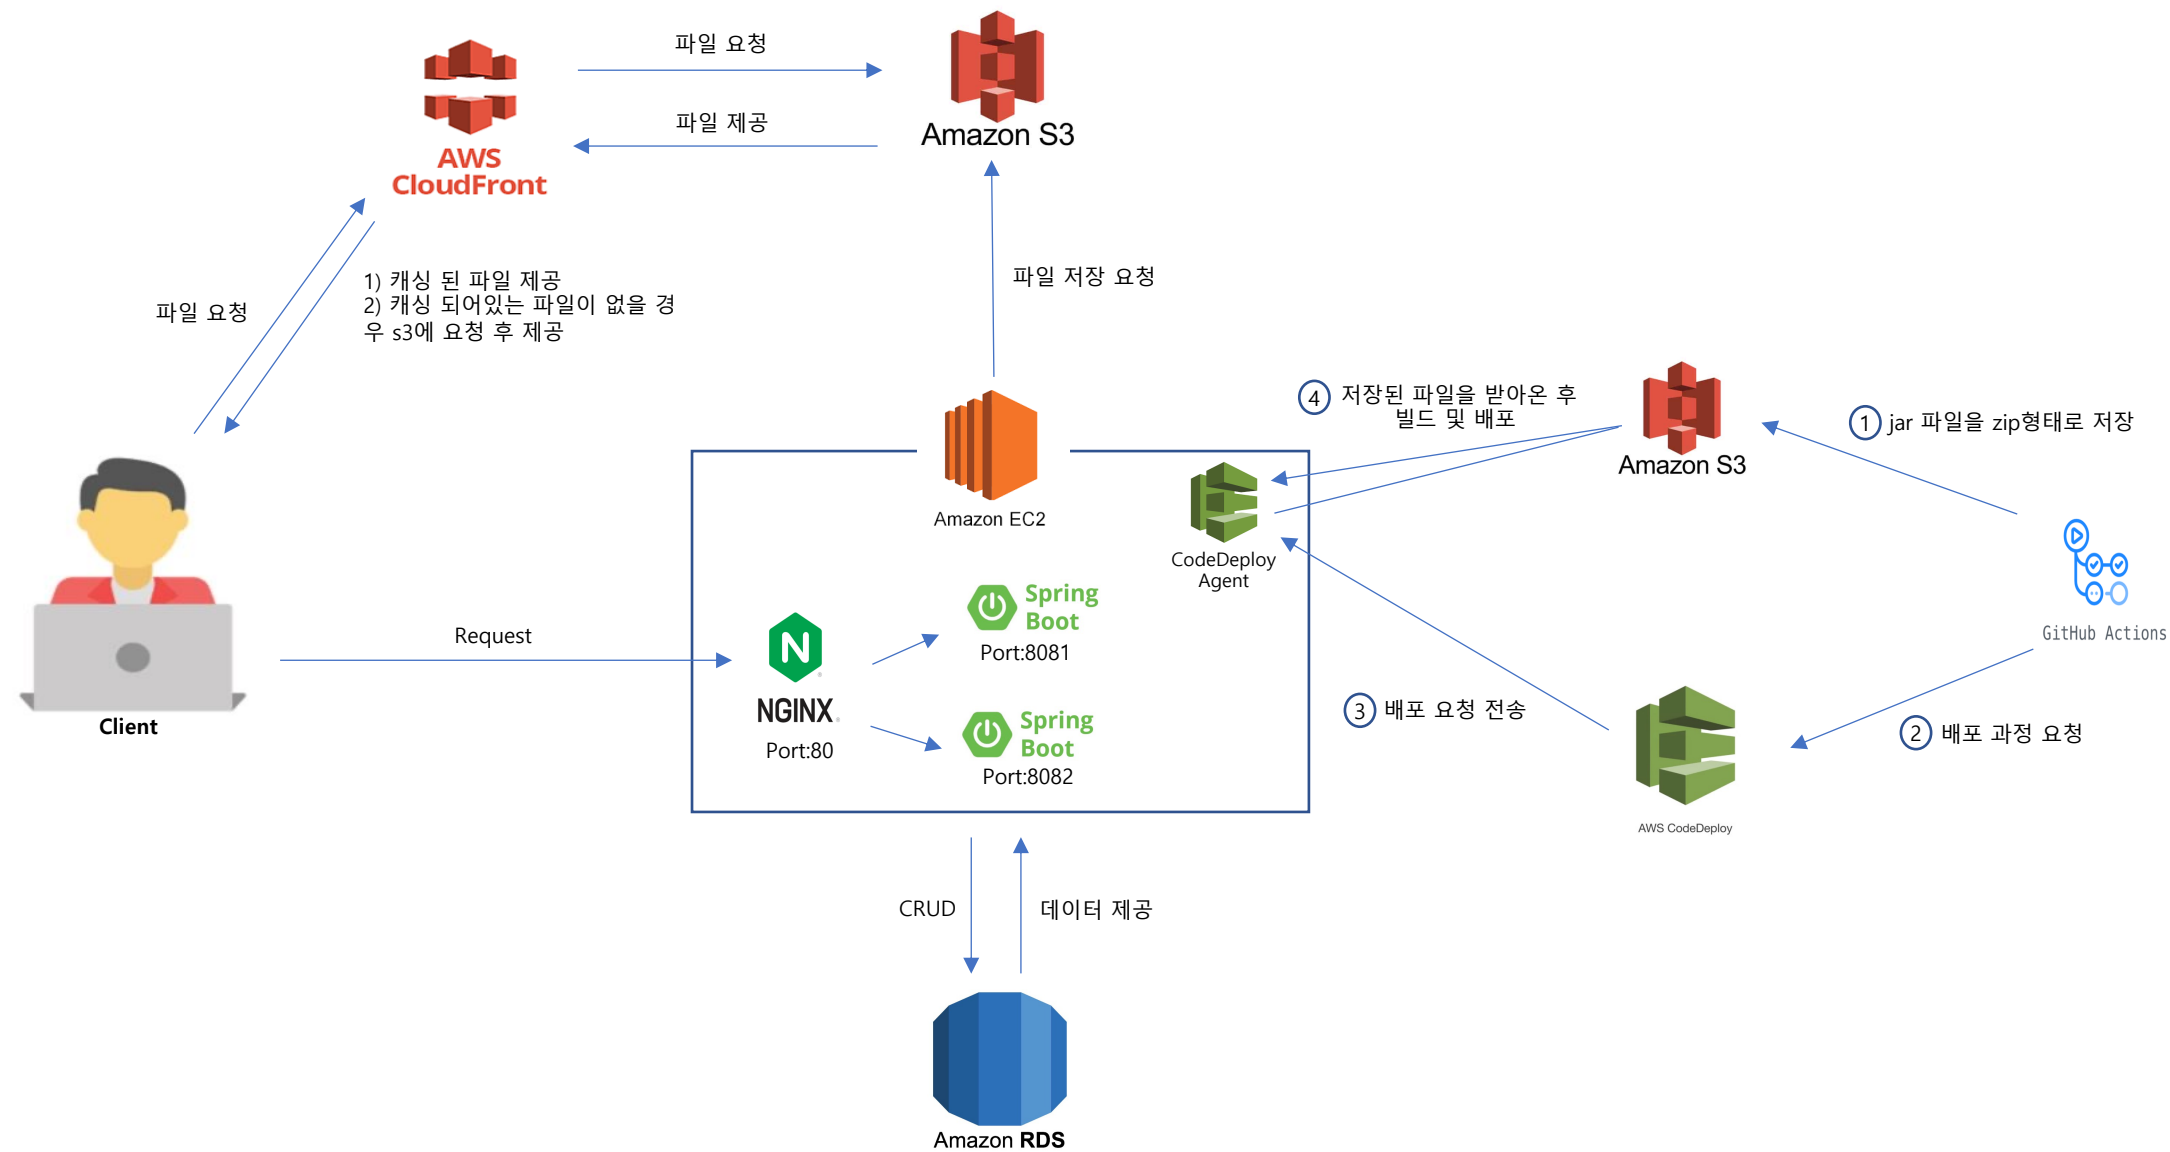 파일 요청
파일 제공
Amazon S3
AWS
CloudFront
파일 요청
1) 캐싱 된 파일 제공
2) 캐싱 되어있는 파일이 없을 경
우 s3에 요청 후 제공
파일 저장 요청
4 저장된 파일을 받아온 후
빌드 및 배포
1 jar 파일을 zip형태로 저장
Amazon S3
Amazon EC2
CodeDeploy
Agent
Spring
Boot
Port:8081
Request
GitHub Actions
NGINX
Port:80
Spring
Boot
Port:8082
Client
3 배포 요청 전송
2 배포 과정 요청
AWS CodeDeploy
CRUD
데이터 제공
Amazon RDS